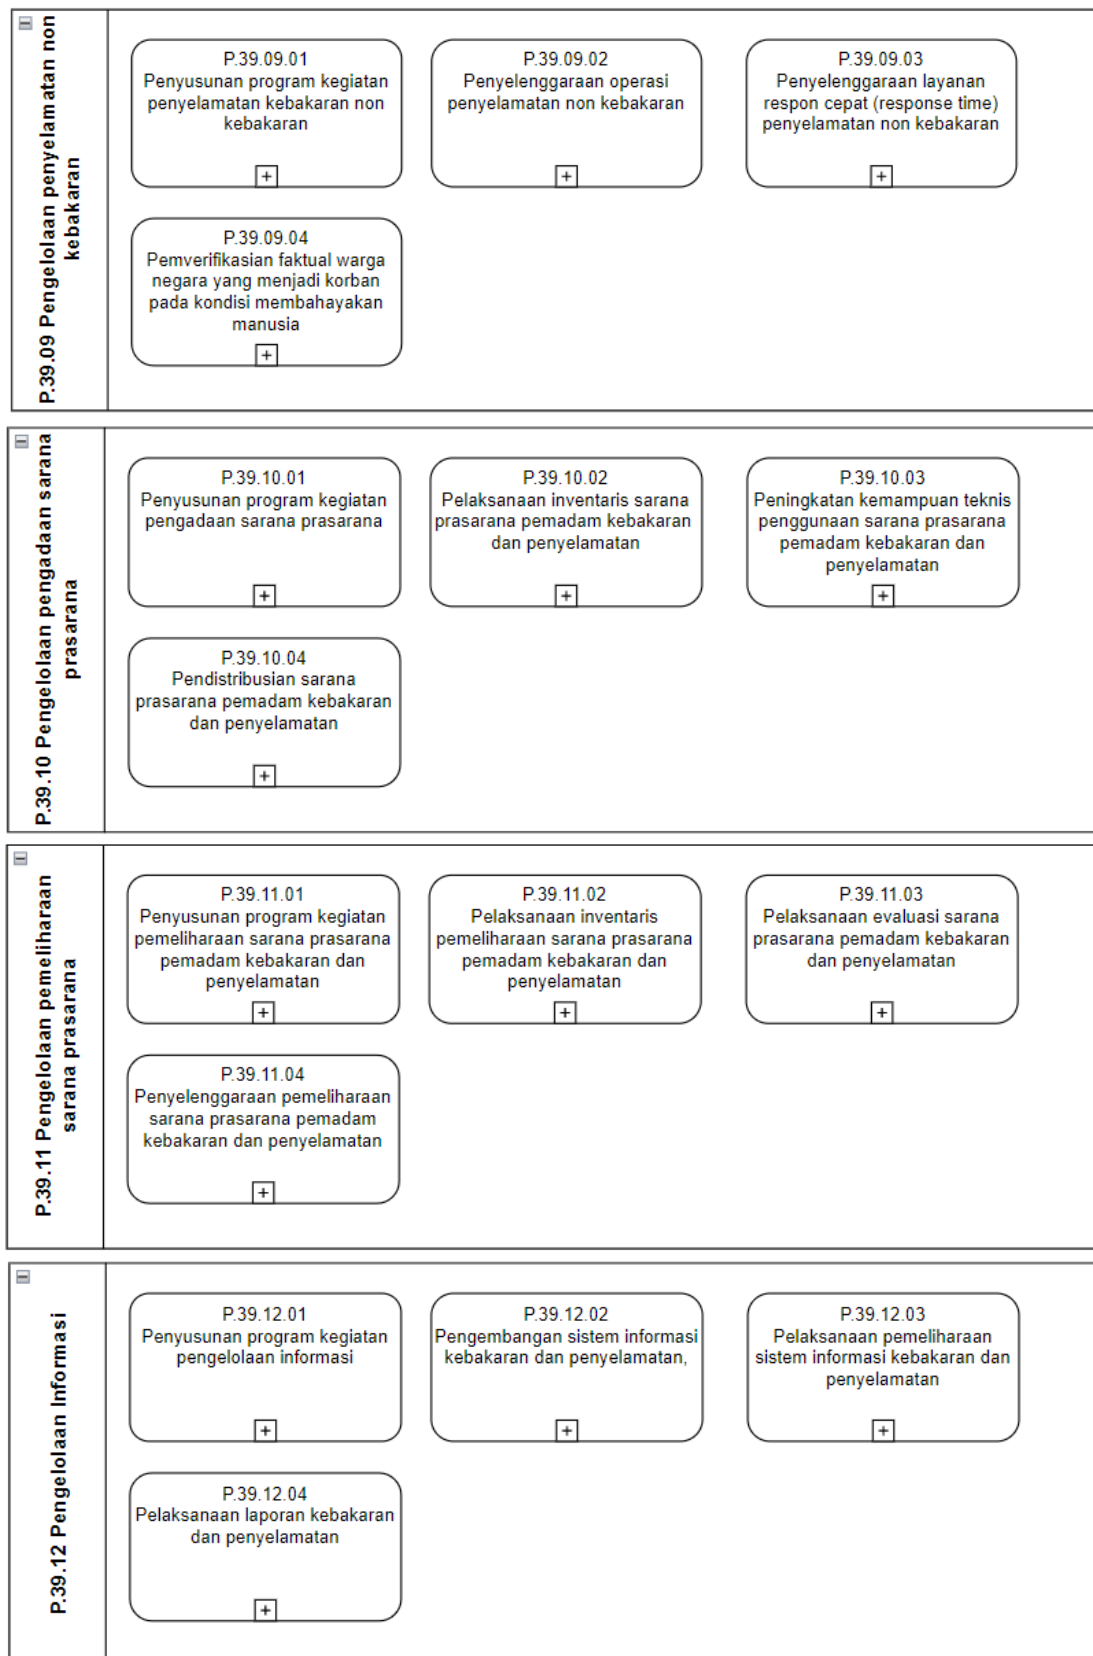 P.39.09 Pengelolaan penyelamatan non
kebakaran
P.39.09.01
Penyusunan program kegiatan
penyelamatan kebakaran non
kebakaran
P.39.09.02
Penyelenggaraan operasi
penyelamatan non kebakaran
P.39.09.03
Penyelenggaraan layanan
respon cepat (response time)
penyelamatan non kebakaran
P.39.09.04
Pemverifikasian faktual warga
negara yang menjadi korban
pada kondisi membahayakan
manusia
P.39.10 Pengelolaan pengadaan sarana
prasarana
P.39.10.01
Penyusunan program kegiatan
pengadaan sarana prasarana
P.39.10.02
Pelaksanaan inventaris sarana
prasarana pemadam kebakaran
dan penyelamatan
P.39.10.03
Peningkatan kemampuan teknis
penggunaan sarana prasarana
pemadam kebakaran dan
penyelamatan
P.39.10.04
Pendistribusian sarana
prasarana pemadam kebakaran
dan penyelamatan
P.39.11 Pengelolaan pemeliharaan
sarana prasarana
P.39.11.01
Penyusunan program kegiatan
pemeliharaan sarana prasarana
pemadam kebakaran dan
penyelamatan
P.39.11.02
Pelaksanaan inventaris
pemeliharaan sarana prasarana
pemadam kebakaran dan
penyelamatan
P.39.11.03
Pelaksanaan evaluasi sarana
prasarana pemadam kebakaran
dan penyelamatan
P.39.11.04
Penyelenggaraan pemeliharaan
sarana prasarana pemadam
kebakaran dan penyelamatan
P.39.12 Pengelolaan Informasi
P.39.12.01
Penyusunan program kegiatan
pengelolaan informasi
P.39.12.02
Pengembangan sistem informasi
kebakaran dan penyelamatan,
P.39.12.03
Pelaksanaan pemeliharaan
sistem informasi kebakaran dan
penyelamatan
P.39.12.04
Pelaksanaan laporan kebakaran
dan penyelamatan